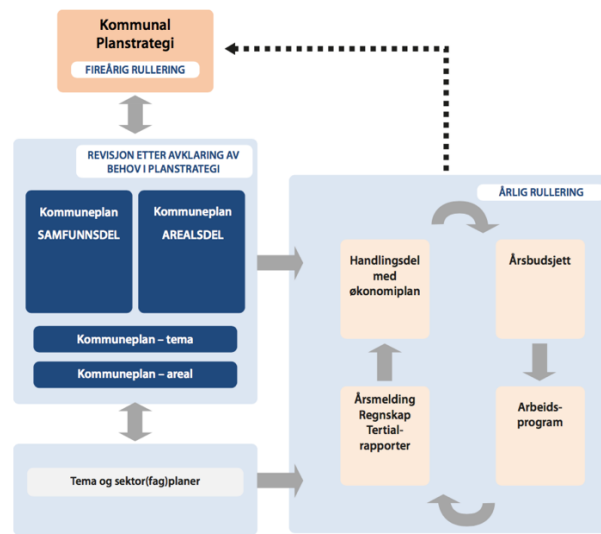 Kommunal
Planstrategi
FIREÅRIG RULLERING
REVISJON ETTER AVKLARING AV
BEHOV I PLANSTRATEGI
Kommuneplan
SAMFUNNSDEL
Kommuneplan
AREALSDEL
Kommuneplan – tema
Kommuneplan – areal
Tema og sektor(fag)planer
ÅRLIG RULLERING
Handlingsdel
med
økonomiplan
Årsbudsjett
Årsmelding
Regnskap
Tertial-
rapporter
Arbeids-
program